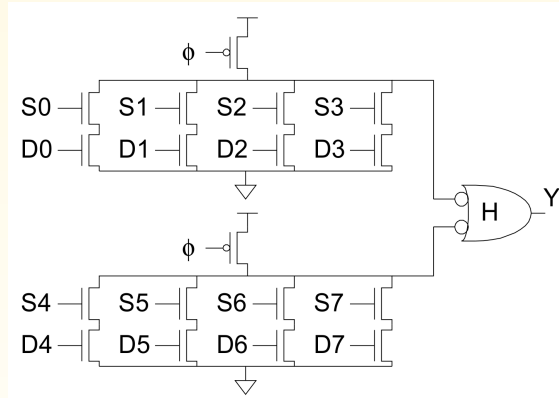 ϕ
S0 S1 S2 S3
D0 D1 D2 D3
H Y
ϕ
S4 S5 S6 S7
D4 D5 D6 D7